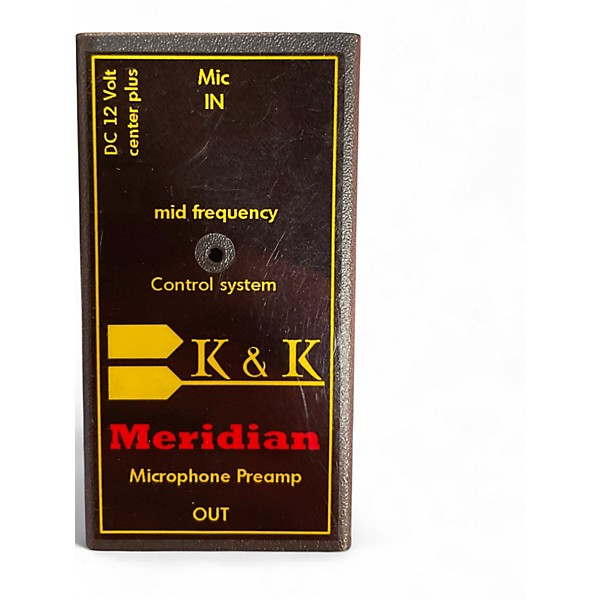 DC 12 Volt
center plus
Mic
IN
mid frequency
Control system
K & K
Meridian
Microphone Preamp
OUT